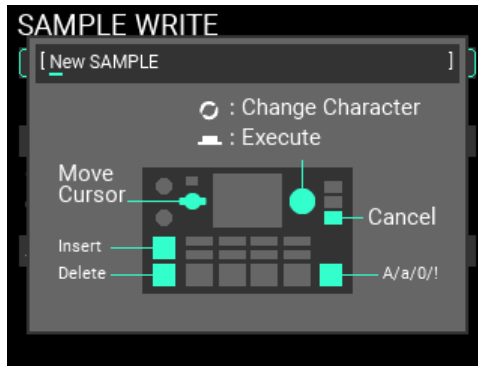 SAMPLE WRITE
[ New SAMPLE ]
: Change Character
: Execute
Move
Cursor
Cancel
Insert
Delete
A/a/0/!